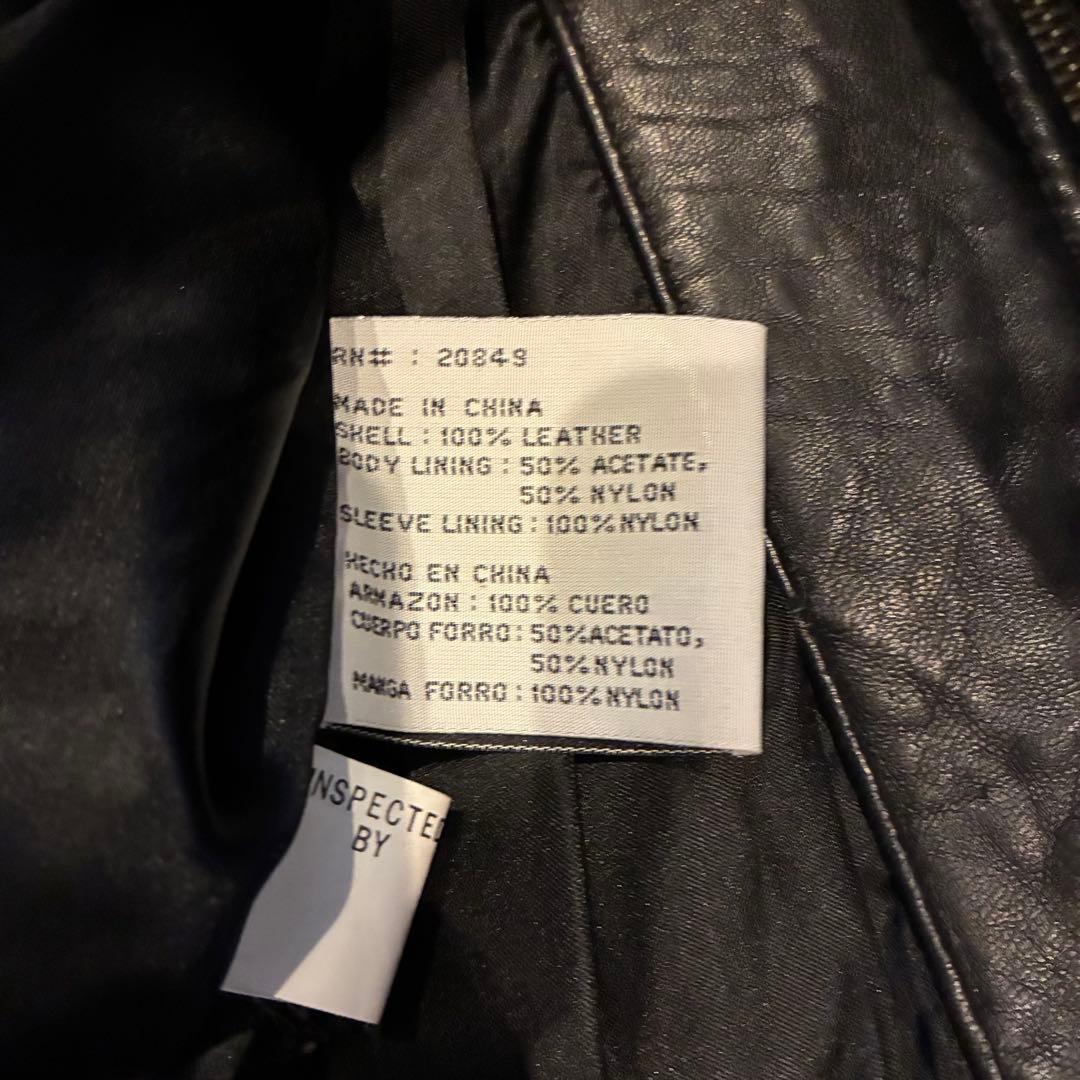 RN# : 20849
MADE IN CHINA
SHELL : 100% LEATHER
BODY LINING : 50% ACETATE,
50% NYLON
SLEEVE LINING : 100% NYLON
HECHO EN CHINA
ARMAZON : 100% CUERO
CUERPO FORRO : 50% ACETATO,
50% NYLON
MANGA FORRO : 100% NYLON
INSPECTED
BY